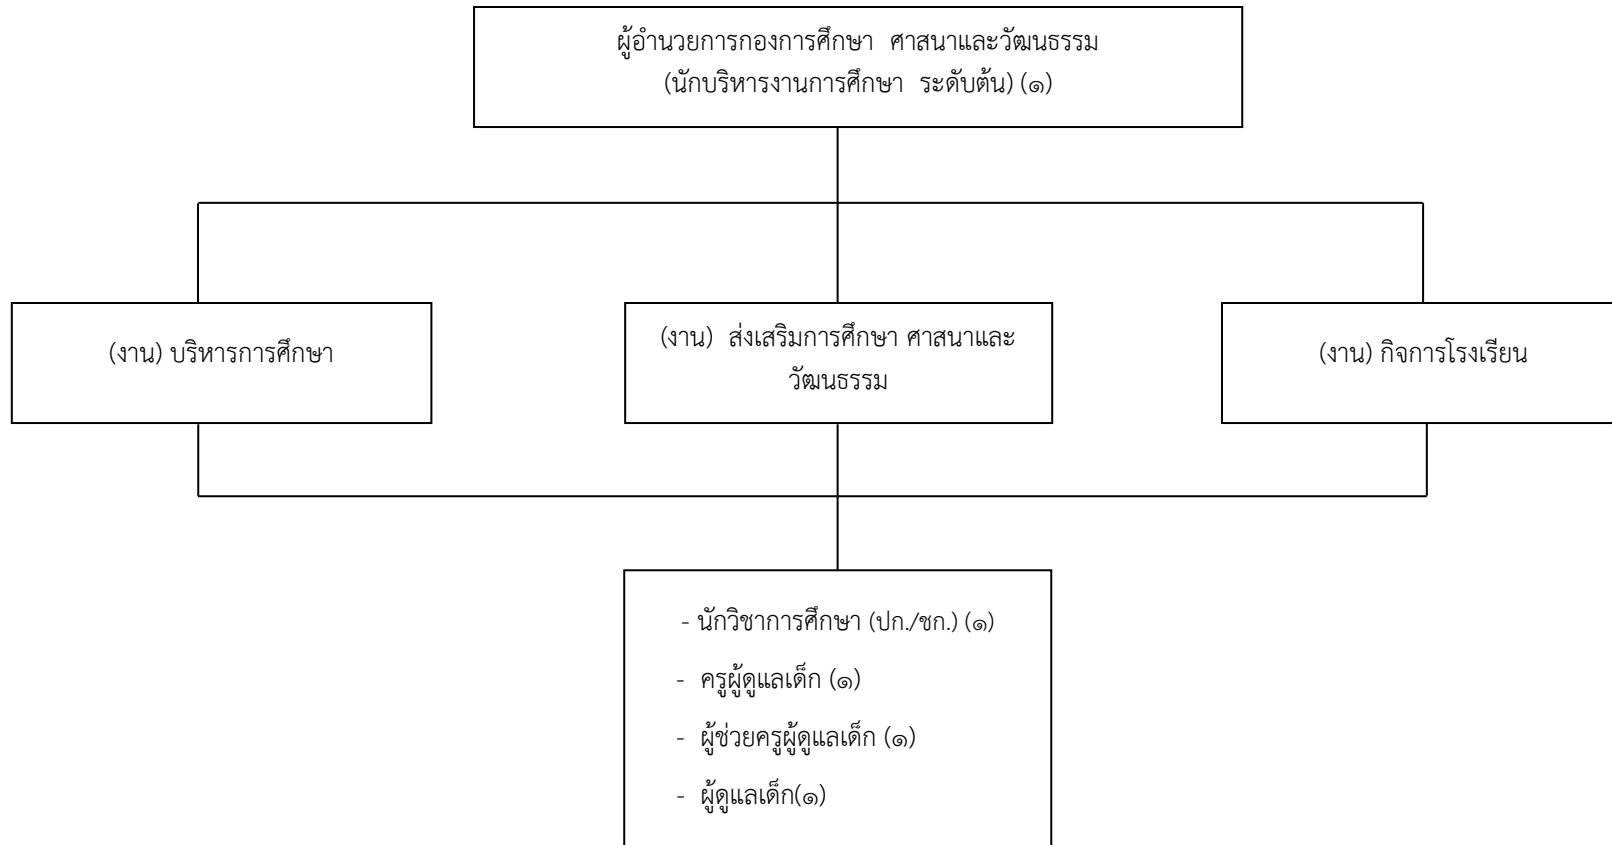 ผู้อำนวยการกองการศึกษา ศาสนาและวัฒนธรรม
(นักบริหารงานการศึกษา ระดับต้น) (๑)
(งาน) บริหารการศึกษา
(งาน) ส่งเสริมการศึกษา ศาสนาและ
วัฒนธรรม
(งาน) กิจการโรงเรียน
- นักวิชาการศึกษา (ปก./ชก.) (๑)
- ครูผู้ดูแลเด็ก (๑)
- ผู้ช่วยครูผู้ดูแลเด็ก (๑)
- ผู้ดูแลเด็ก(๑)